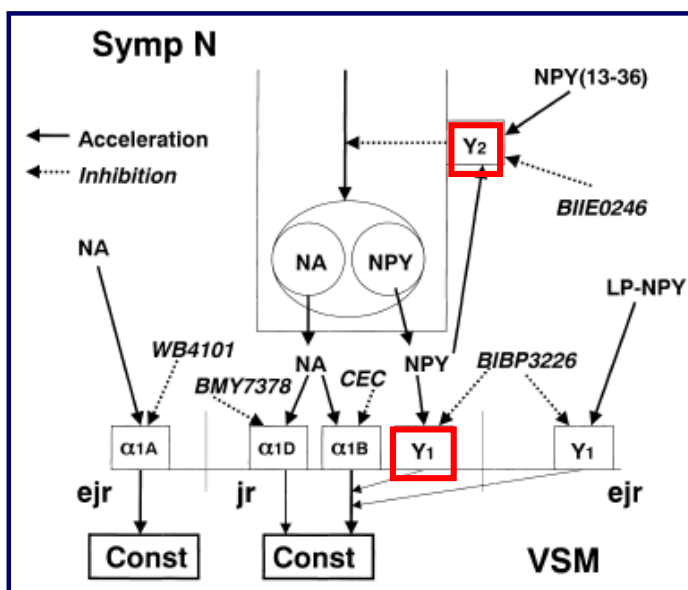 Symp N
NPY(13-36)
Acceleration
Y2
Inhibition
BIIE0246
NA
NA NPY
LP-NPY
WB4101
NA
NPY
BIBP3226
BMY7378
CEC
α1A
α1D
α1B
Y1
Y1
ejr
jr
ejr
Const
Const
VSM